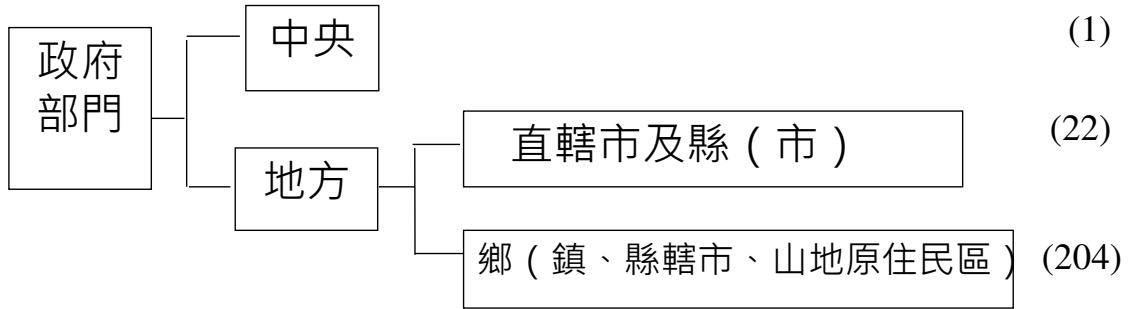 政府
部門
中央
(1)
地方
直轄市及縣（市）
(22)
鄉（鎮、縣轄市、山地原住民區）
(204)